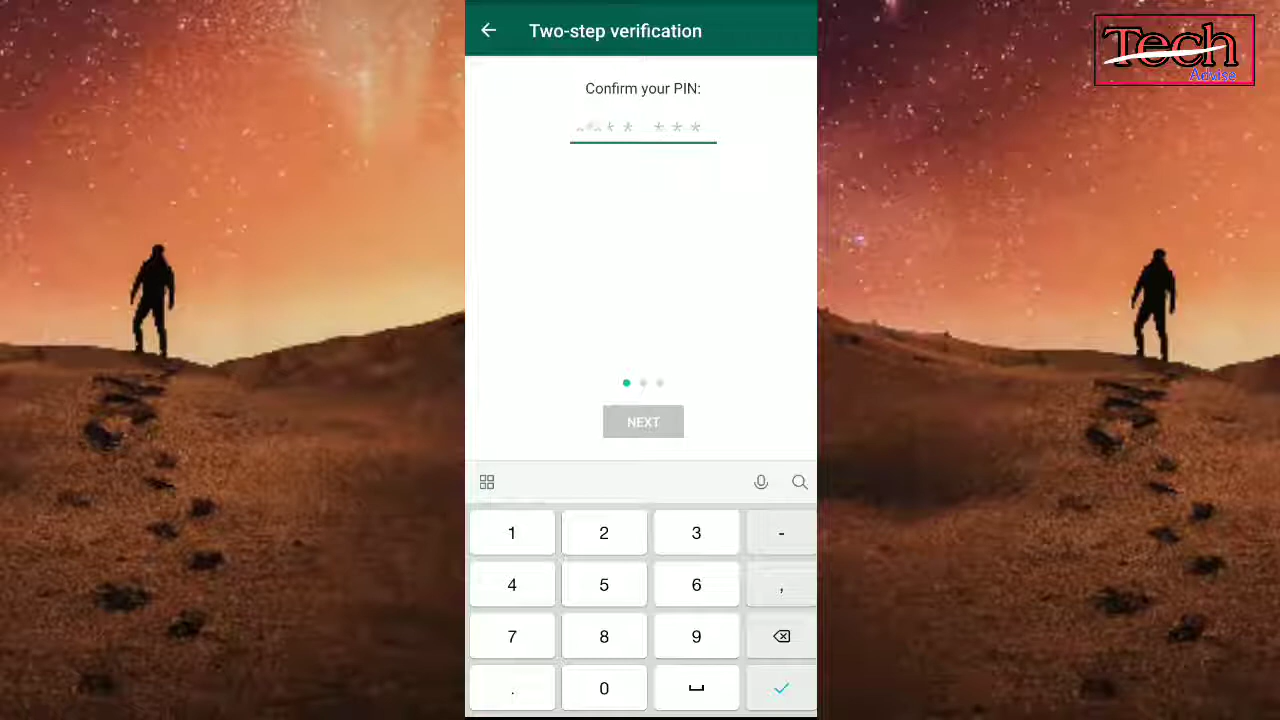 Two-step verification
Tech
Advise
Confirm your PIN:
* * * *
NEXT
1 2 3 -
4 5 6 ,
7 8 9
. 0